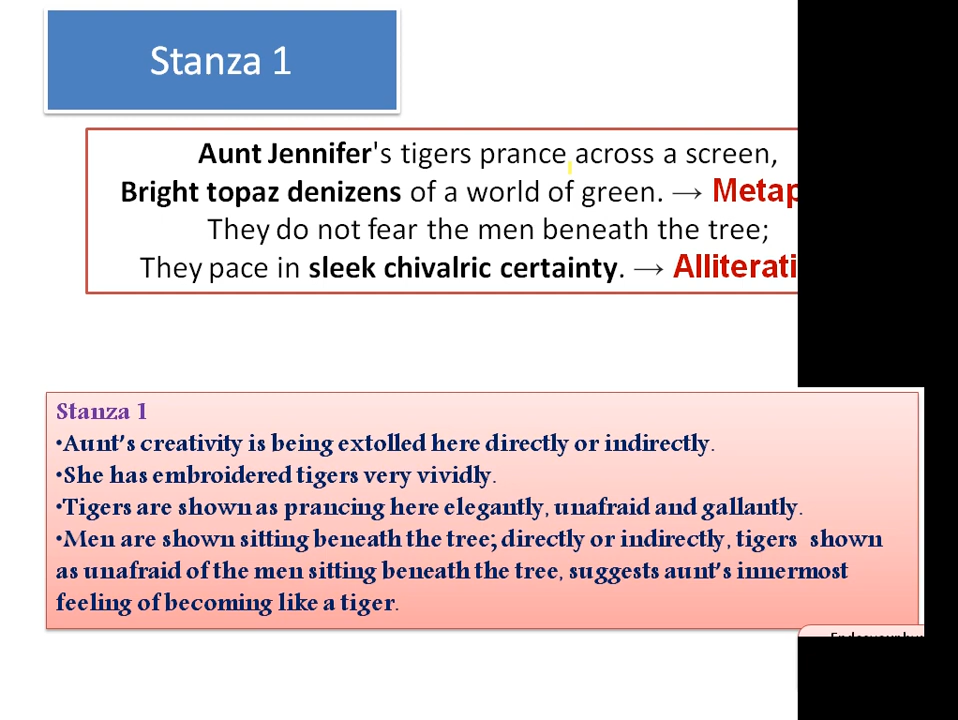 Stanza 1
Aunt Jennifer's tigers prance across a screen,
Bright topaz denizens of a world of green. →
They do not fear the men beneath the tree;
They pace in sleek chivalric certainty. →
Stanza 1
•Aunt's creativity is being extolled here directly or indirectly.
•She has embroidered tigers very vividly.
•Tigers are shown as prancing here elegantly, unafraid and gallantly.
•Men are shown sitting beneath the tree; directly or indirectly, tigers shown
as unafraid of the men sitting beneath the tree, suggests aunt's innermost
feeling of becoming like a tiger.